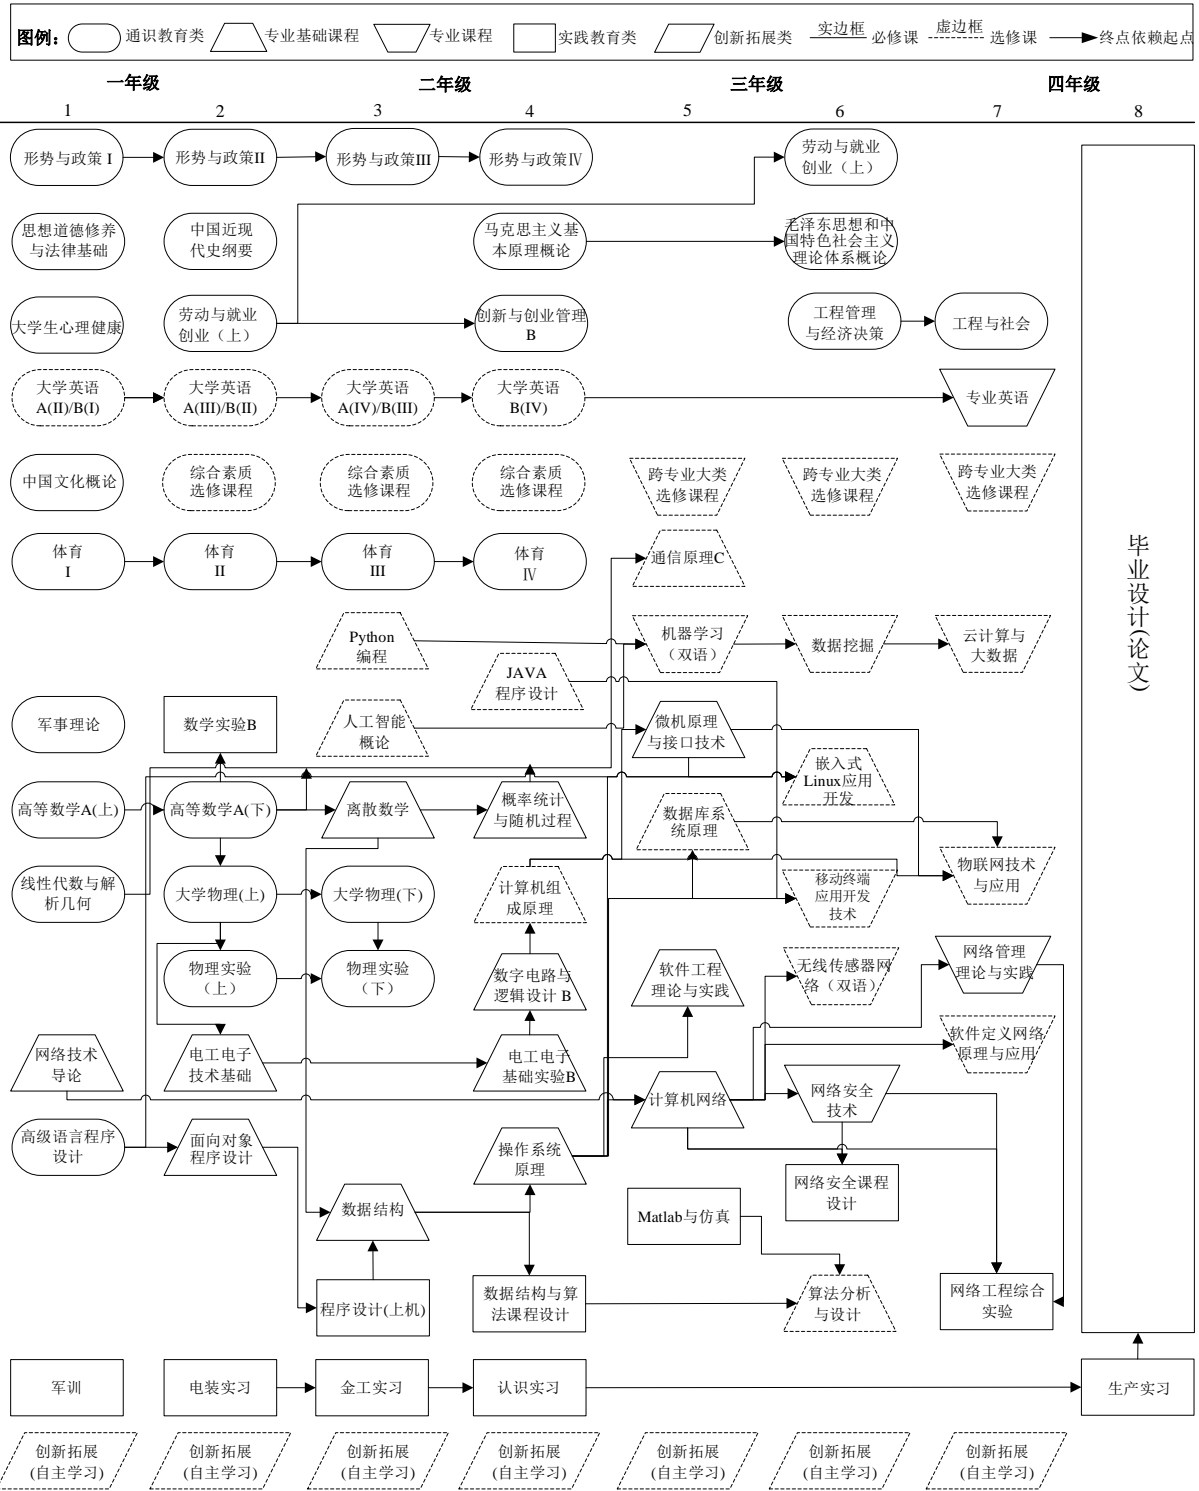 图例：
通识教育类
专业基础课程
专业课程
实践教育类
创新拓展类
实边框
必修课
虚边框
选修课
终点依赖起点
一年级
二年级
三年级
四年级
1
2
3
4
5
6
7
8
形势与政策 I
形势与政策II
形势与政策III
形势与政策Ⅳ
劳动与就业
创业（上）
思想道德修养
与法律基础
中国近现
代史纲要
马克思主义基
本原理概论
毛泽东思想和中
国特色社会主义
理论体系概论
大学生心理健康
劳动与就业
创业（上）
创新与创业管理
B
工程管理
与经济决策
工程与社会
大学英语
A(II)/B(I)
大学英语
A(III)/B(II)
大学英语
A(IV)/B(III)
大学英语
B(IV)
专业英语
中国文化概论
综合素质
选修课程
综合素质
选修课程
综合素质
选修课程
跨专业大类
选修课程
跨专业大类
选修课程
跨专业大类
选修课程
体育
I
体育
II
体育
III
体育
Ⅳ
通信原理C
Python
编程
JAVA
程序设计
机器学习
（双语）
数据挖掘
云计算与
大数据
军事理论
数学实验B
人工智能
概论
微机原理
与接口技术
嵌入式
Linux应用
开发
高等数学A(上)
高等数学A(下)
离散数学
概率统计
与随机过程
数据库系
统原理
线性代数与解
析几何
大学物理(上)
大学物理(下)
计算机组
成原理
移动终端
应用开发
技术
物联网技术
与应用
物理实验
（上）
物理实验
（下）
数字电路与
逻辑设计 B
软件工程
理论与实践
无线传感器网
络（双语）
网络管理
理论与实践
网络技术
导论
电工电子
技术基础
电工电子
基础实验B
计算机网络
网络安全
技术
软件定义网络
原理与应用
高级语言程序
设计
面向对象
程序设计
操作系统
原理
网络安全课程
设计
数据结构
Matlab与仿真
程序设计(上机)
数据结构与算
法课程设计
算法分析
与设计
网络工程综合
实验
毕业设计(论文)
军训
电装实习
金工实习
认识实习
生产实习
创新拓展
(自主学习)
创新拓展
(自主学习)
创新拓展
(自主学习)
创新拓展
(自主学习)
创新拓展
(自主学习)
创新拓展
(自主学习)
创新拓展
(自主学习)